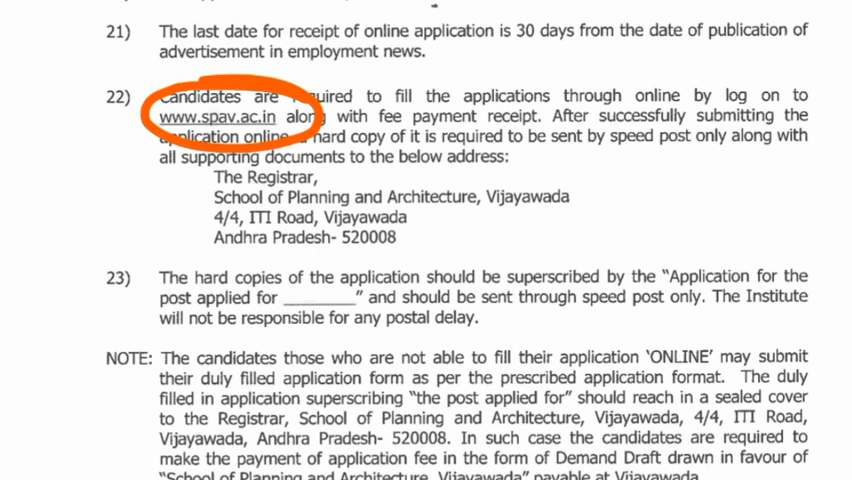 21) The last date for receipt of online application is 30 days from the date of publication of
advertisement in employment news.
22) Candidates are required to fill the applications through online by log on to
www.spav.ac.in along with fee payment receipt. After successfully submitting the
application online, a hard copy of it is required to be sent by speed post only along with
all supporting documents to the below address:
The Registrar,
School of Planning and Architecture, Vijayawada
4/4, ITI Road, Vijayawada
Andhra Pradesh- 520008
23) The hard copies of the application should be superscribed by the “Application for the
post applied for ________” and should be sent through speed post only. The Institute
will not be responsible for any postal delay.
NOTE: The candidates those who are not able to fill their application ‘ONLINE’ may submit
their duly filled application form as per the prescribed application format. The duly
filled in application superscribing “the post applied for” should reach in a sealed cover
to the Registrar, School of Planning and Architecture, Vijayawada, 4/4, ITI Road,
Vijayawada, Andhra Pradesh- 520008. In such case the candidates are required to
make the payment of application fee in the form of Demand Draft drawn in favour of
“School of Planning and Architecture, Vijayawada” payable at Vijayawada